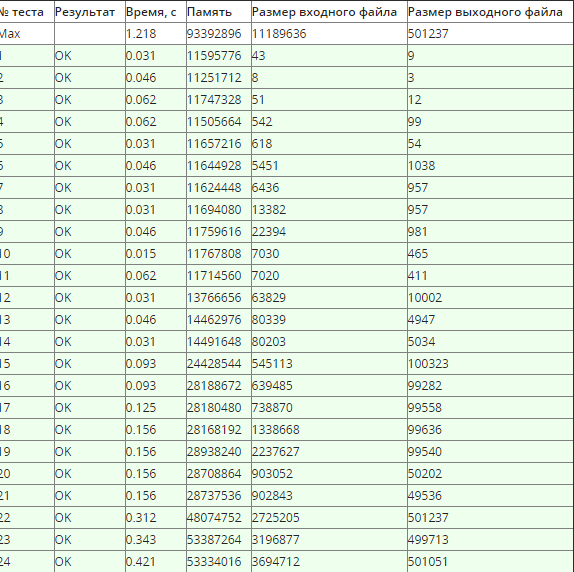 № теста Результат Время, с Память Размер входного файла Размер выходного файла
Max 1.218 93392896 11189636 501237
1 OK 0.031 11595776 43 9
2 OK 0.046 11251712 8 3
3 OK 0.062 11747328 51 12
4 OK 0.062 11505664 542 99
5 OK 0.031 11657216 618 54
6 OK 0.046 11644928 5451 1038
7 OK 0.031 11624448 6436 957
8 OK 0.031 11694080 13382 957
9 OK 0.046 11759616 22394 981
10 OK 0.015 11767808 7030 465
11 OK 0.062 11714560 7020 411
12 OK 0.031 13766656 63829 10002
13 OK 0.046 14462976 80339 4947
14 OK 0.031 14491648 80203 5034
15 OK 0.093 24428544 545113 100323
16 OK 0.093 28188672 639485 99282
17 OK 0.125 28180480 738870 99558
18 OK 0.156 28168192 1338668 99636
19 OK 0.156 28938240 2237627 99540
20 OK 0.156 28708864 903052 50202
21 OK 0.156 28737536 902843 49536
22 OK 0.312 48074752 2725205 501237
23 OK 0.343 53387264 3196877 499713
24 OK 0.421 53334016 3694712 501051